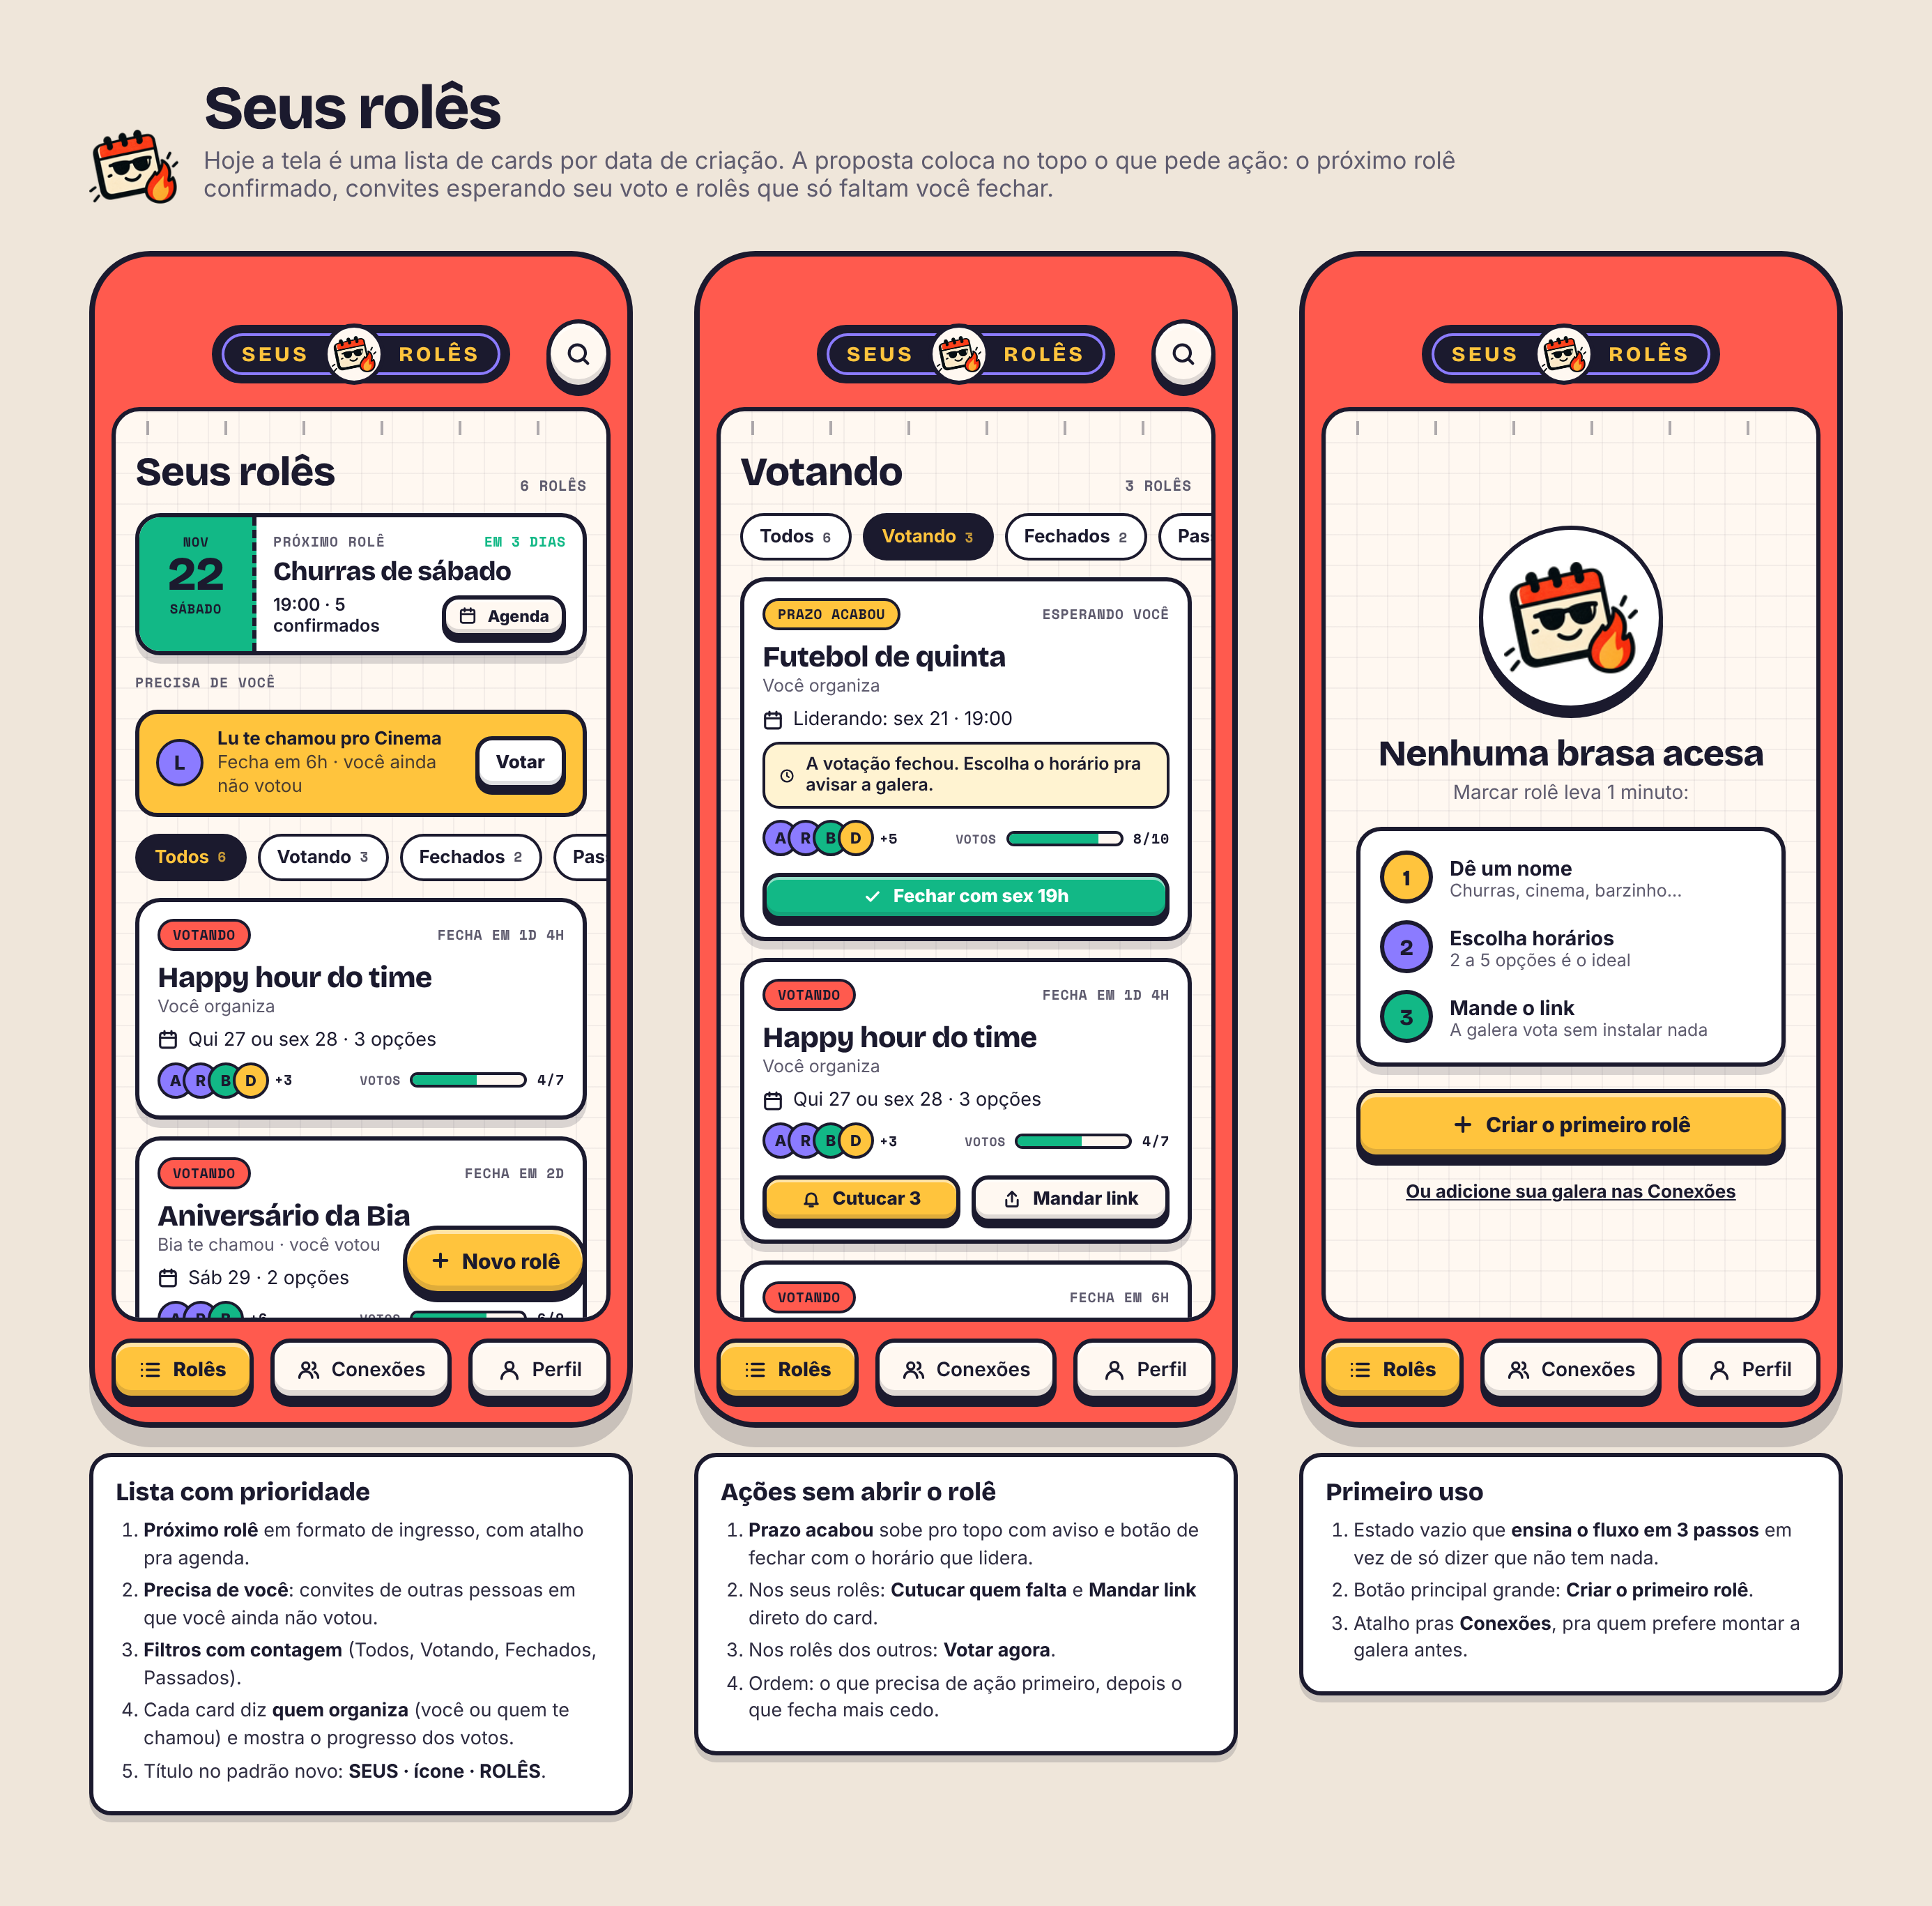 Seus rolês
Hoje a tela é uma lista de cards por data de criação. A proposta coloca no topo o que pede ação: o próximo rolê
confirmado, convites esperando seu voto e rolês que só faltam você fechar.
SEUS ROLÊS
Seus rolês
6 ROLÊS
NOV
22
SÁBADO
PRÓXIMO ROLÊ
EM 3 DIAS
Churras de sábado
19:00 · 5
confirmados
Agenda
PRECISA DE VOCÊ
L
Lu te chamou pro Cinema
Fecha em 6h · você ainda
não votou
Votar
Todos 6
Votando 3
Fechados 2
Pas
VOTANDO
FECHA EM 1D 4H
Happy hour do time
Você organiza
Qui 27 ou sex 28 · 3 opções
A R B D +3
VOTOS
4/7
VOTANDO
FECHA EM 2D
Aniversário da Bia
Bia te chamou · você votou
Sáb 29 · 2 opções
+ Novo rolê
Rolês
Conexões
Perfil
Lista com prioridade
1. Próximo rolê em formato de ingresso, com atalho
pra agenda.
2. Precisa de você: convites de outras pessoas em
que você ainda não votou.
3. Filtros com contagem (Todos, Votando, Fechados,
Passados).
4. Cada card diz quem organiza (você ou quem te
chamou) e mostra o progresso dos votos.
5. Título no padrão novo: SEUS · ícone · ROLÊS.
SEUS ROLÊS
Votando
3 ROLÊS
Todos 6
Votando 3
Fechados 2
Pas
PRAZO ACABOU
ESPERANDO VOCÊ
Futebol de quinta
Você organiza
Liderando: sex 21 · 19:00
A votação fechou. Escolha o horário pra
avisar a galera.
A R B D +5
VOTOS
8/10
Fechar com sex 19h
VOTANDO
FECHA EM 1D 4H
Happy hour do time
Você organiza
Qui 27 ou sex 28 · 3 opções
A R B D +3
VOTOS
4/7
Cutucar 3
Mandar link
VOTANDO
FECHA EM 6H
Rolês
Conexões
Perfil
Ações sem abrir o rolê
1. Prazo acabou sobe pro topo com aviso e botão de
fechar com o horário que lidera.
2. Nos seus rolês: Cutucar quem falta e Mandar link
direto do card.
3. Nos rolês dos outros: Votar agora.
4. Ordem: o que precisa de ação primeiro, depois o
que fecha mais cedo.
SEUS ROLÊS
Nenhuma brasa acesa
Marcar rolê leva 1 minuto:
1
Dê um nome
Churras, cinema, barzinho...
2
Escolha horários
2 a 5 opções é o ideal
3
Mande o link
A galera vota sem instalar nada
+ Criar o primeiro rolê
Ou adicione sua galera nas Conexões
Rolês
Conexões
Perfil
Primeiro uso
1. Estado vazio que ensina o fluxo em 3 passos em
vez de só dizer que não tem nada.
2. Botão principal grande: Criar o primeiro rolê.
3. Atalho pras Conexões, pra quem prefere montar a
galera antes.